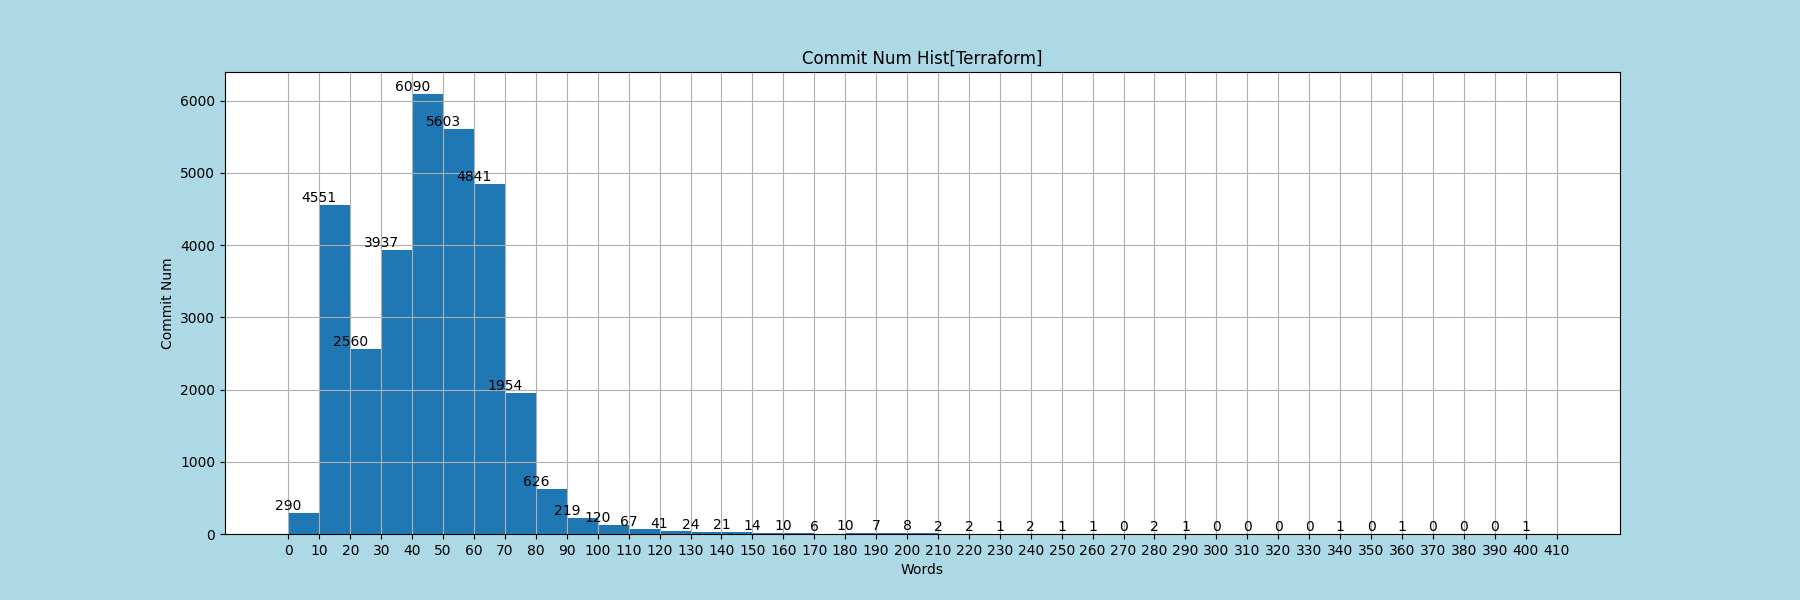 Commit Num Hist[Terraform]
Commit Num
6000
5000
4000
3000
2000
1000
0
290 4551 2560 3937 6090 5603 4841 1954 626 219 120 67 41 24 21 14 10 6 10 7 8 2 2 1 2 1 1 0 2 1 0 0 0 0 1 0 1 0 0 0 1
0 10 20 30 40 50 60 70 80 90 100 110 120 130 140 150 160 170 180 190 200 210 220 230 240 250 260 270 280 290 300 310 320 330 340 350 360 370 380 390 400 410
Words